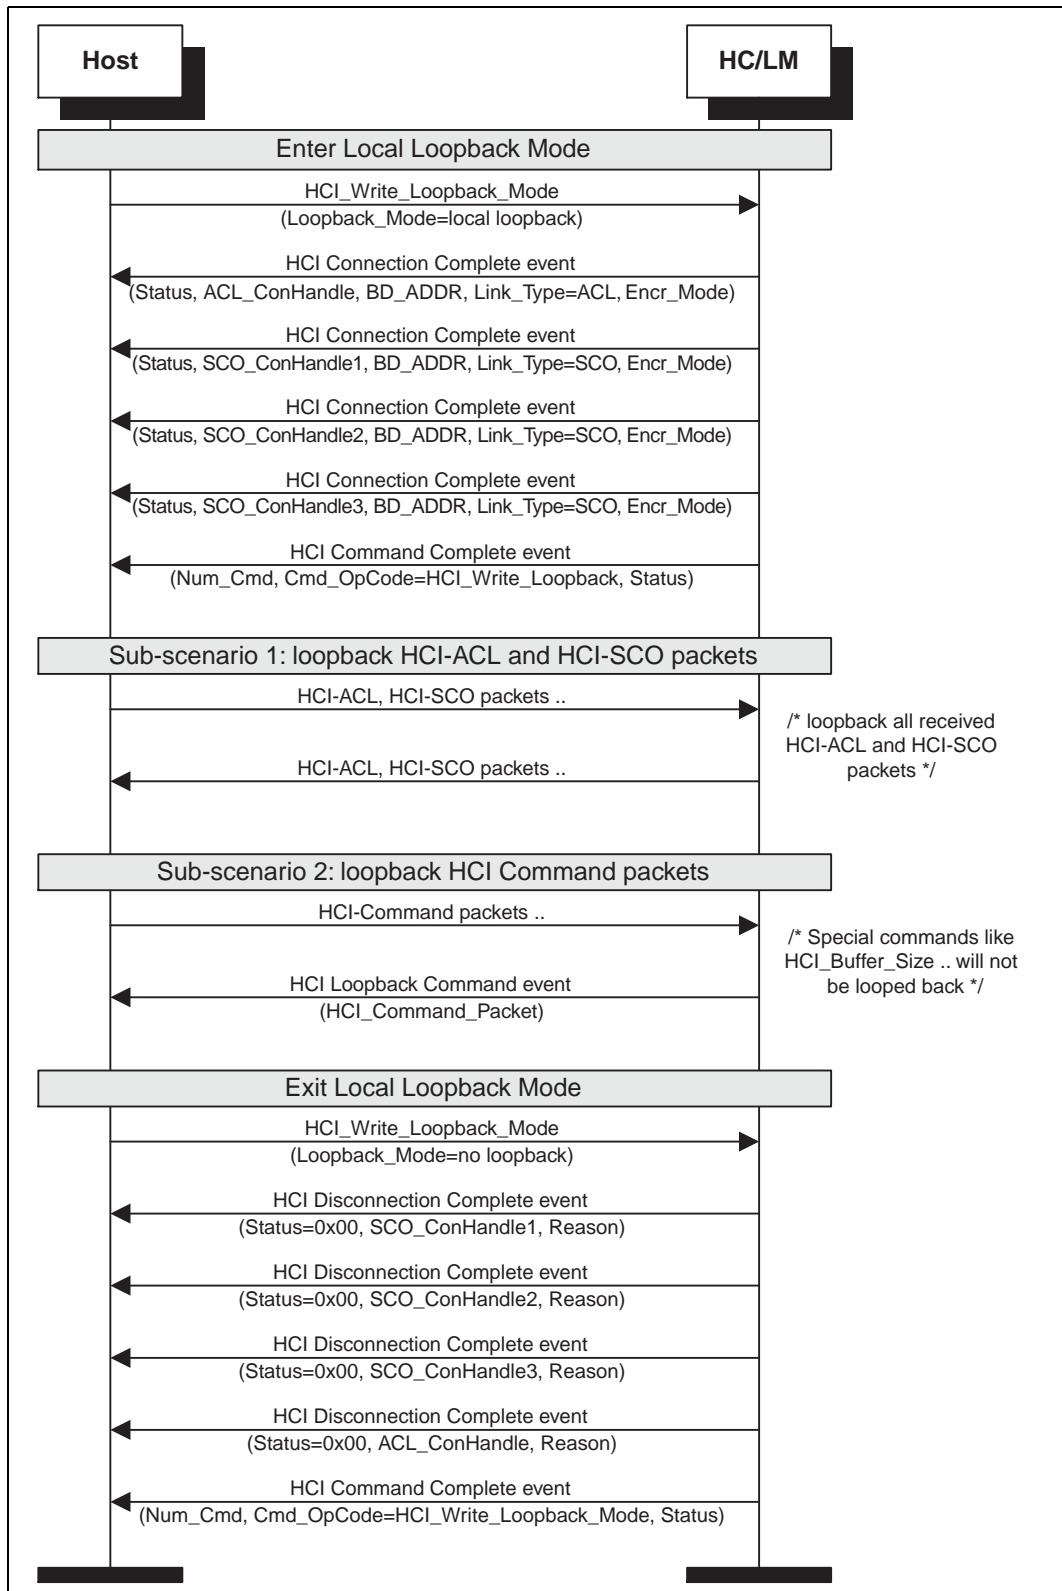 Host
HC/LM
Enter Local Loopback Mode
HCI_Write_Loopback_Mode
(Loopback_Mode=local loopback)
HCI Connection Complete event
(Status, ACL_ConHandle, BD_ADDR, Link_Type=ACL, Encr_Mode)
HCI Connection Complete event
(Status, SCO_ConHandle1, BD_ADDR, Link_Type=SCO, Encr_Mode)
HCI Connection Complete event
(Status, SCO_ConHandle2, BD_ADDR, Link_Type=SCO, Encr_Mode)
HCI Connection Complete event
(Status, SCO_ConHandle3, BD_ADDR, Link_Type=SCO, Encr_Mode)
HCI Command Complete event
(Num_Cmd, Cmd_OpCode=HCI_Write_Loopback, Status)
Sub-scenario 1: loopback HCI-ACL and HCI-SCO packets
HCI-ACL, HCI-SCO packets ..
/* loopback all received
HCI-ACL and HCI-SCO
packets */
HCI-ACL, HCI-SCO packets ..
Sub-scenario 2: loopback HCI Command packets
HCI-Command packets ..
/* Special commands like
HCI_Buffer_Size .. will not
be looped back */
HCI Loopback Command event
(HCI_Command_Packet)
Exit Local Loopback Mode
HCI_Write_Loopback_Mode
(Loopback_Mode=no loopback)
HCI Disconnection Complete event
(Status=0x00, SCO_ConHandle1, Reason)
HCI Disconnection Complete event
(Status=0x00, SCO_ConHandle2, Reason)
HCI Disconnection Complete event
(Status=0x00, SCO_ConHandle3, Reason)
HCI Disconnection Complete event
(Status=0x00, ACL_ConHandle, Reason)
HCI Command Complete event
(Num_Cmd, Cmd_OpCode=HCI_Write_Loopback_Mode, Status)